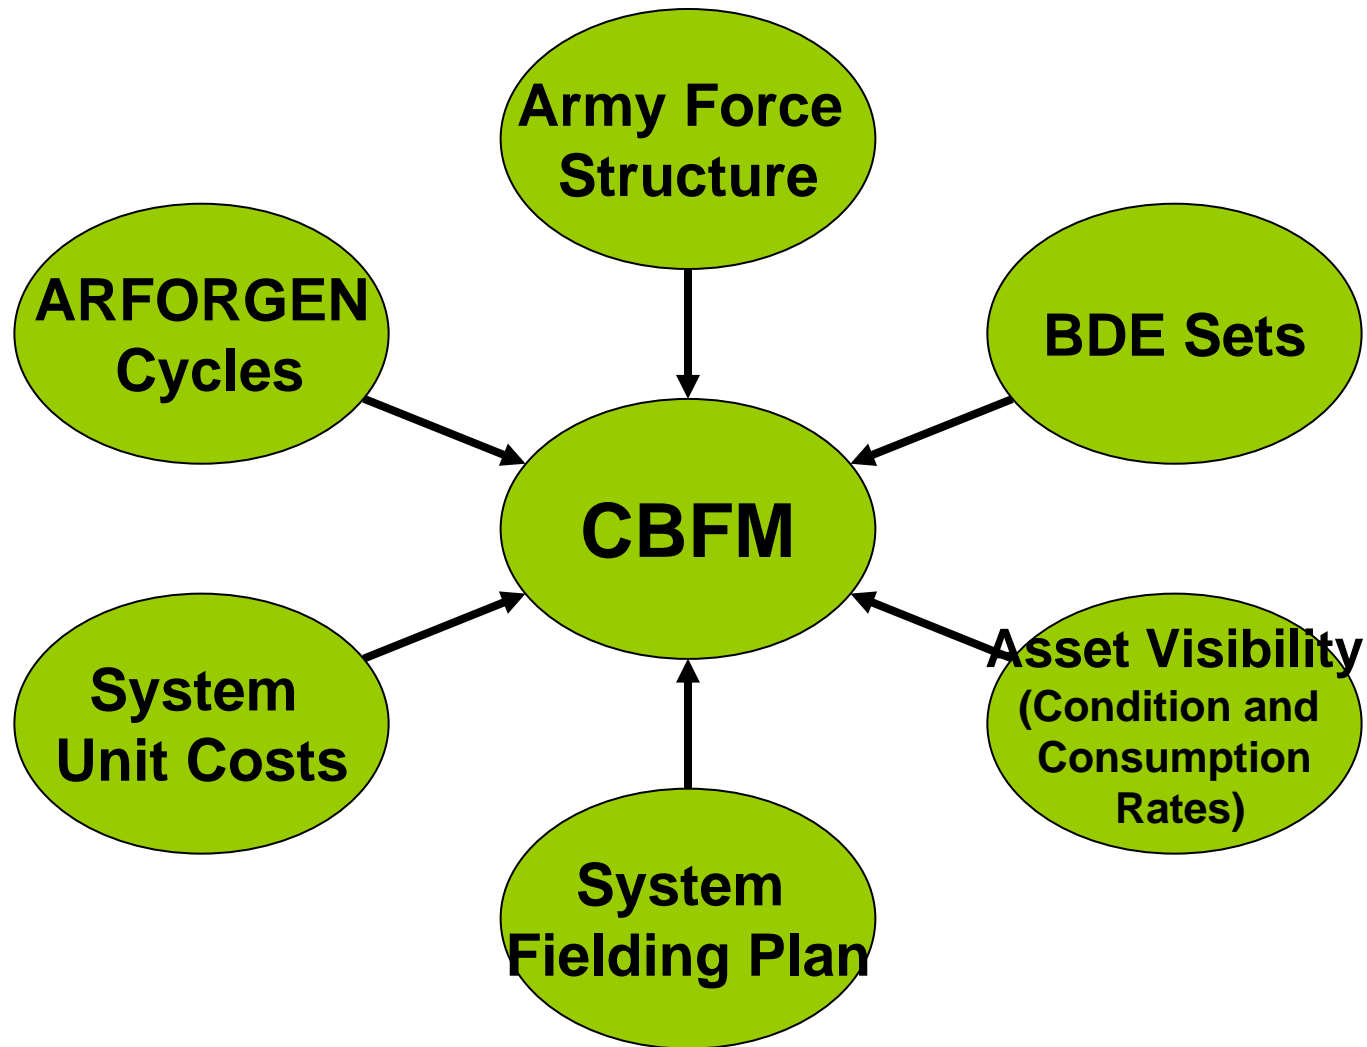 Army Force
Structure
ARFORGEN
Cycles
BDE Sets
CBFM
System
Unit Costs
Asset Visibility
(Condition and
Consumption
Rates)
System
Fielding Plan